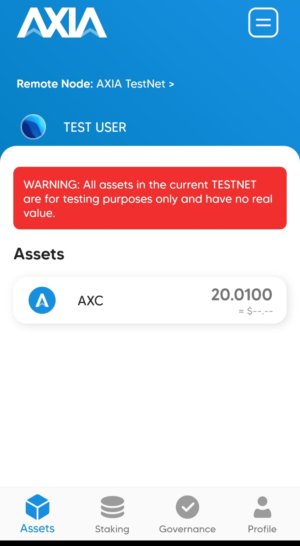 AXIA
Remote Node: AXIA TestNet >
TEST USER
WARNING: All assets in the current TESTNET
are for testing purposes only and have no real
value.
Assets
AXC
20.0100
= $--.--
Assets
Staking
Governance
Profile